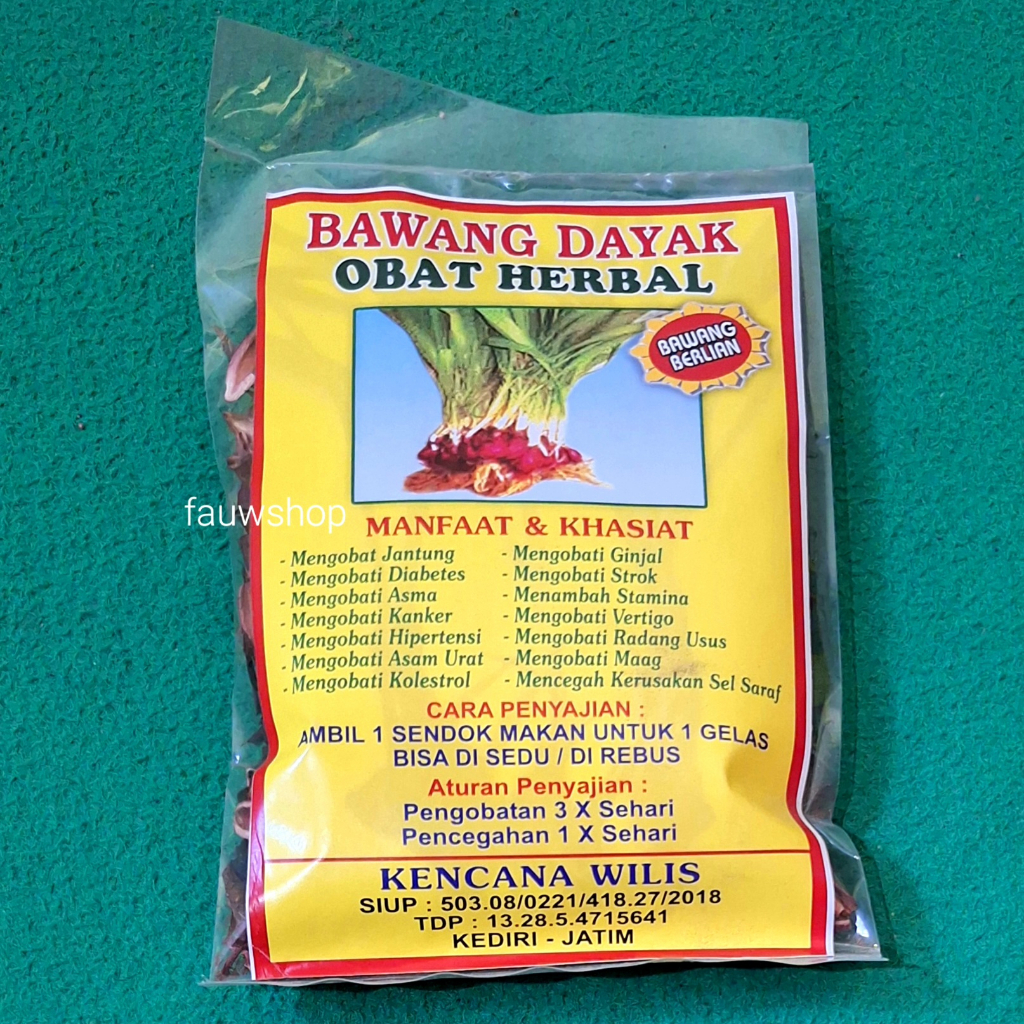 BAWANG DAYAK
OBAT HERBAL
BAWANG
BERLIAN
fauwshop
MANFAAT & KHASIAT
- Mengobat Jantung
- Mengobati Diabetes
- Mengobati Asma
- Mengobati Kanker
- Mengobati Hipertensi
- Mengobati Asam Urat
- Mengobati Kolestrol
- Mengobati Ginjal
- Mengobati Strok
- Menambah Stamina
- Mengobati Vertigo
- Mengobati Radang Usus
- Mengobati Maag
- Mencegah Kerusakan Sel Saraf
CARA PENYAJIAN :
AMBIL 1 SENDOK MAKAN UNTUK 1 GELAS
BISA DI SEDU / DI REBUS
Aturan Penyajian :
Pengobatan 3 X Sehari
Pencegahan 1 X Sehari
KENCANA WILIS
SIUP : 503.08/0221/418.27/2018
TDP : 13.28.5.4715641
KEDIRI - JATIM